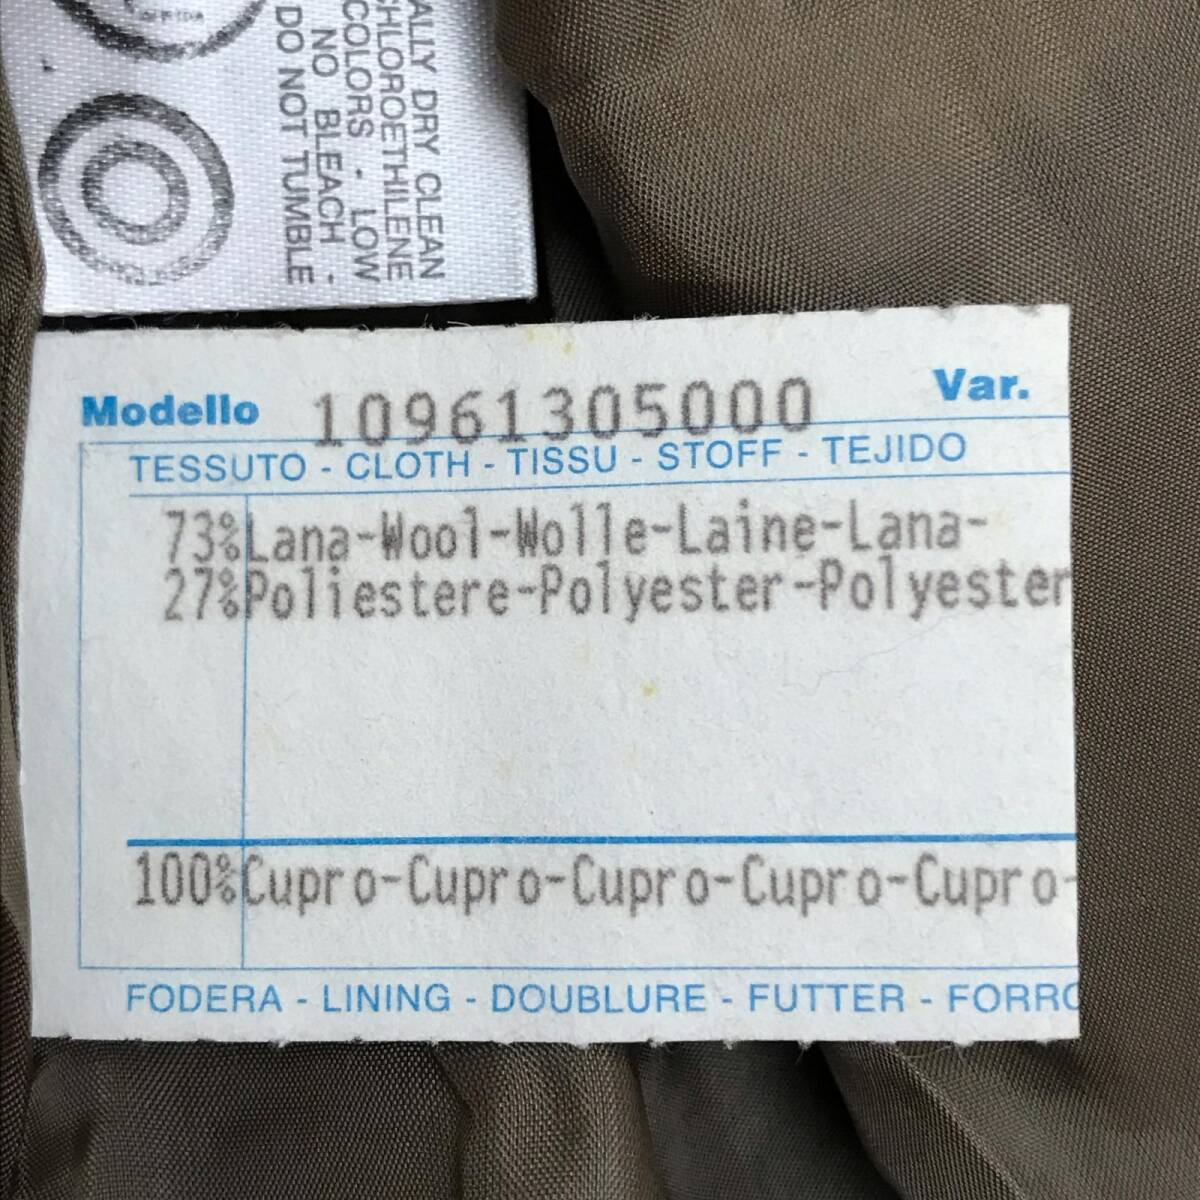 DRY CLEAN
COLORS - LOW
NO BLEACH -
DO NOT TUMBLE
Modello 10961305000 Var.
TESSUTO - CLOTH - TISSU - STOFF - TEJIDO
73% Lana-Wool-Wolle-Laine-Lana-
27% Poliestere-Polyester-Polyester
100% Cupro-Cupro-Cupro-Cupro-Cupro-
FODERA - LINING - DOUBLURE - FUTTER - FORRO